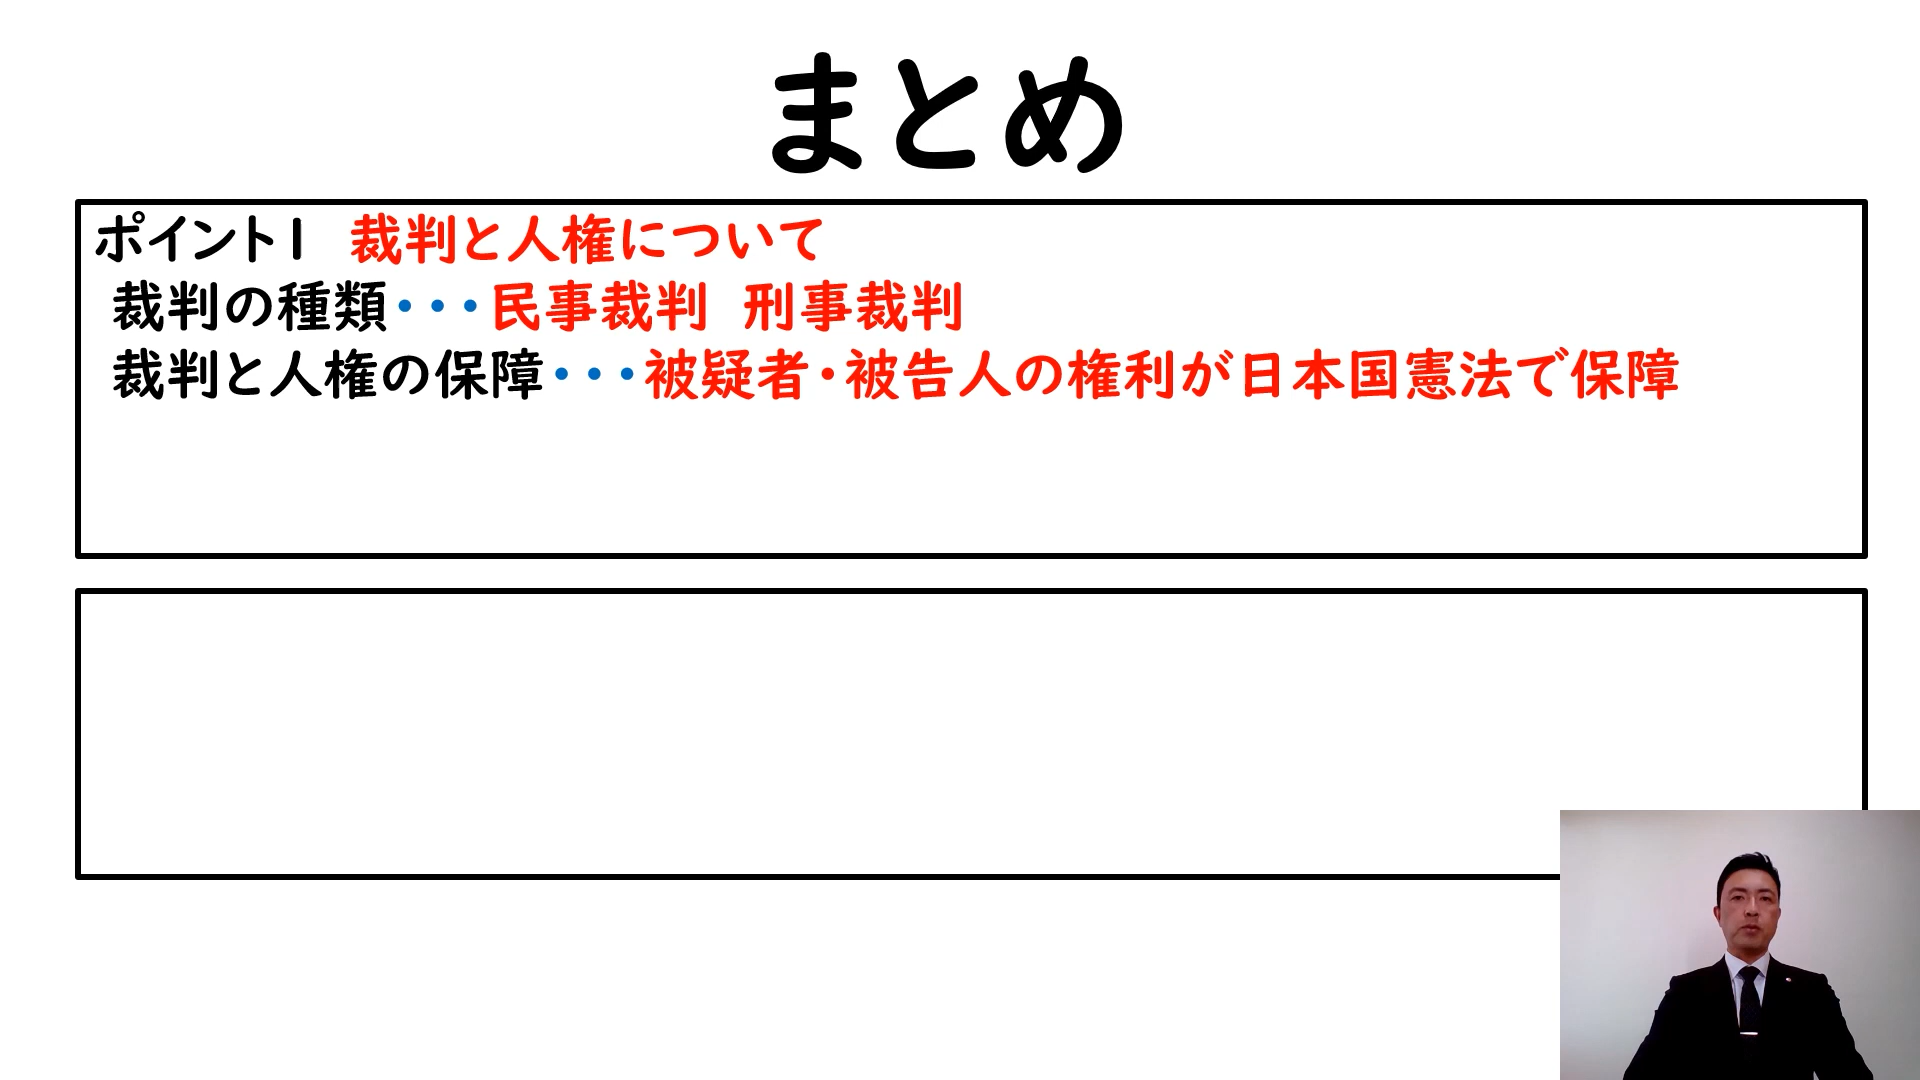 まとめ
ポイント1 裁判と人権について
裁判の種類・・・民事裁判 刑事裁判
裁判と人権の保障・・・被疑者・被告人の権利が日本国憲法で保障